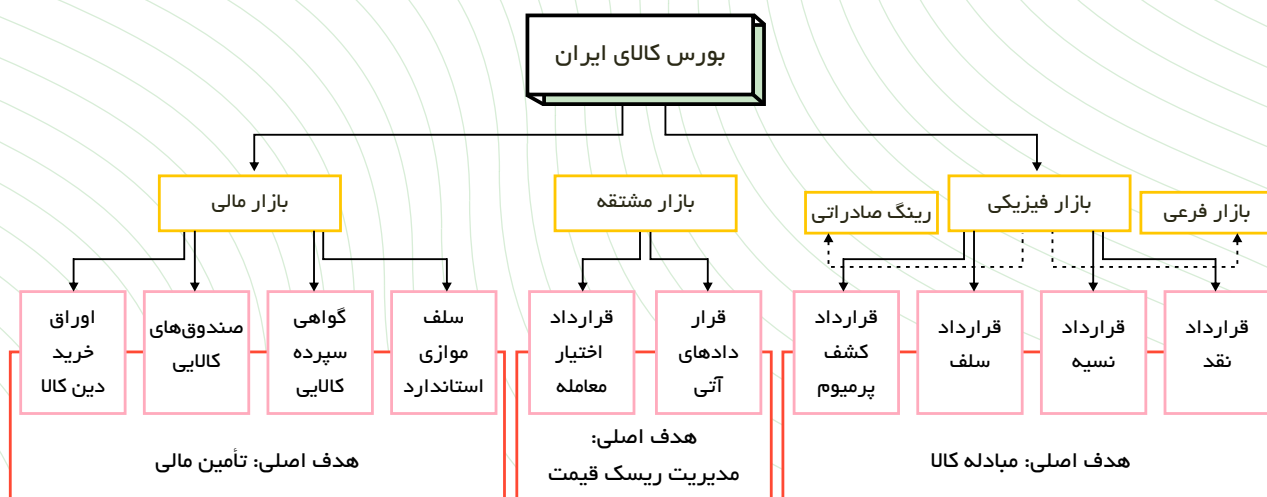 بورس کالای ایران
بازار فیزیکی
بازار مشتقه
بازار مالی
بازار فرعی
رینگ صادراتی
قرارداد
نقد
قرارداد
نسیه
قرارداد
سلف
قرارداد
کشف
پرمیوم
قرار
دادهای
آتی
قرارداد
اختیار
معامله
سلف
موازی
استاندارد
گواهی
سپرده
کالایی
صندوق‌های
کالایی
اوراق
خرید
دین کالا
هدف اصلی: مبادله کالا
هدف اصلی:
مدیریت ریسک قیمت
هدف اصلی: تأمین مالی